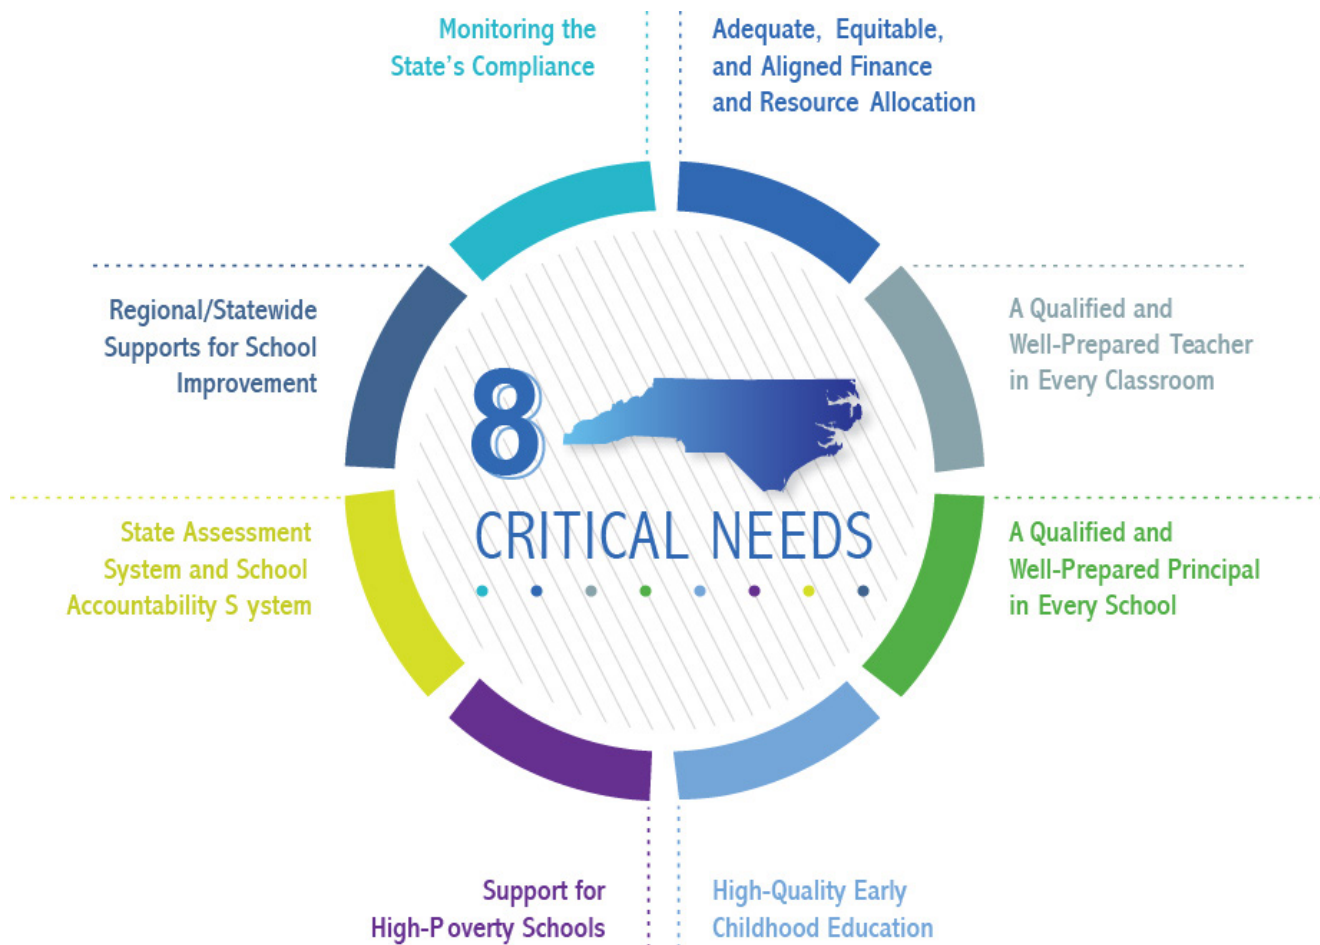 Monitoring the
State's Compliance
Adequate, Equitable,
and Aligned Finance
and Resource Allocation
Regional/Statewide
Supports for School
Improvement
A Qualified and
Well-Prepared Teacher
in Every Classroom
8
CRITICAL NEEDS
State Assessment
System and School
Accountability S ystem
A Qualified and
Well-Prepared Principal
in Every School
Support for
High-P overty Schools
High-Quality Early
Childhood Education